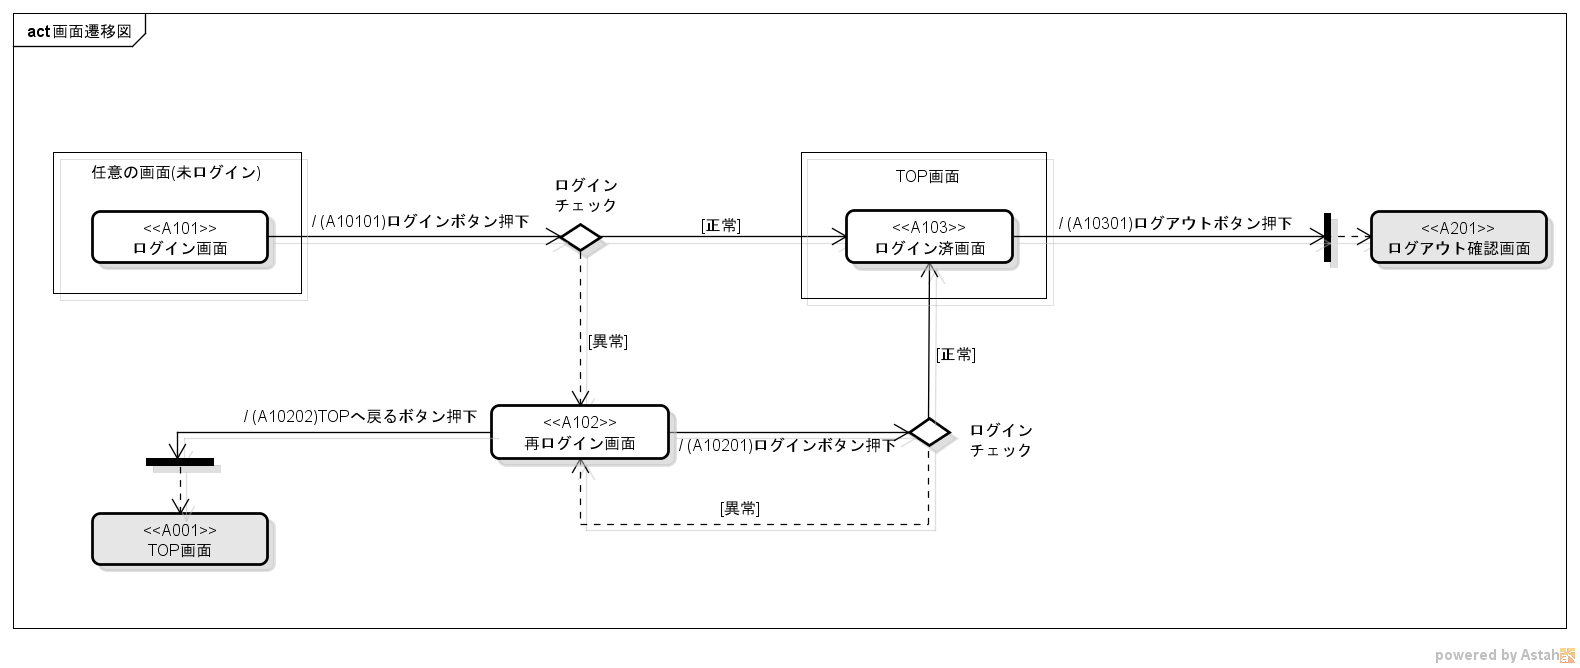 act 画面遷移図
任意の画面(未ログイン)
<<A101>>
ログイン画面
/ (A10101)ログインボタン押下
ログイン
チェック
[正常]
TOP画面
<<A103>>
ログイン済画面
/ (A10301)ログアウトボタン押下
<<A201>>
ログアウト確認画面
[異常]
[正常]
/ (A10202)TOPへ戻るボタン押下
<<A102>>
再ログイン画面
/ (A10201)ログインボタン押下
ログイン
チェック
[異常]
<<A001>>
TOP画面
powered by Astah